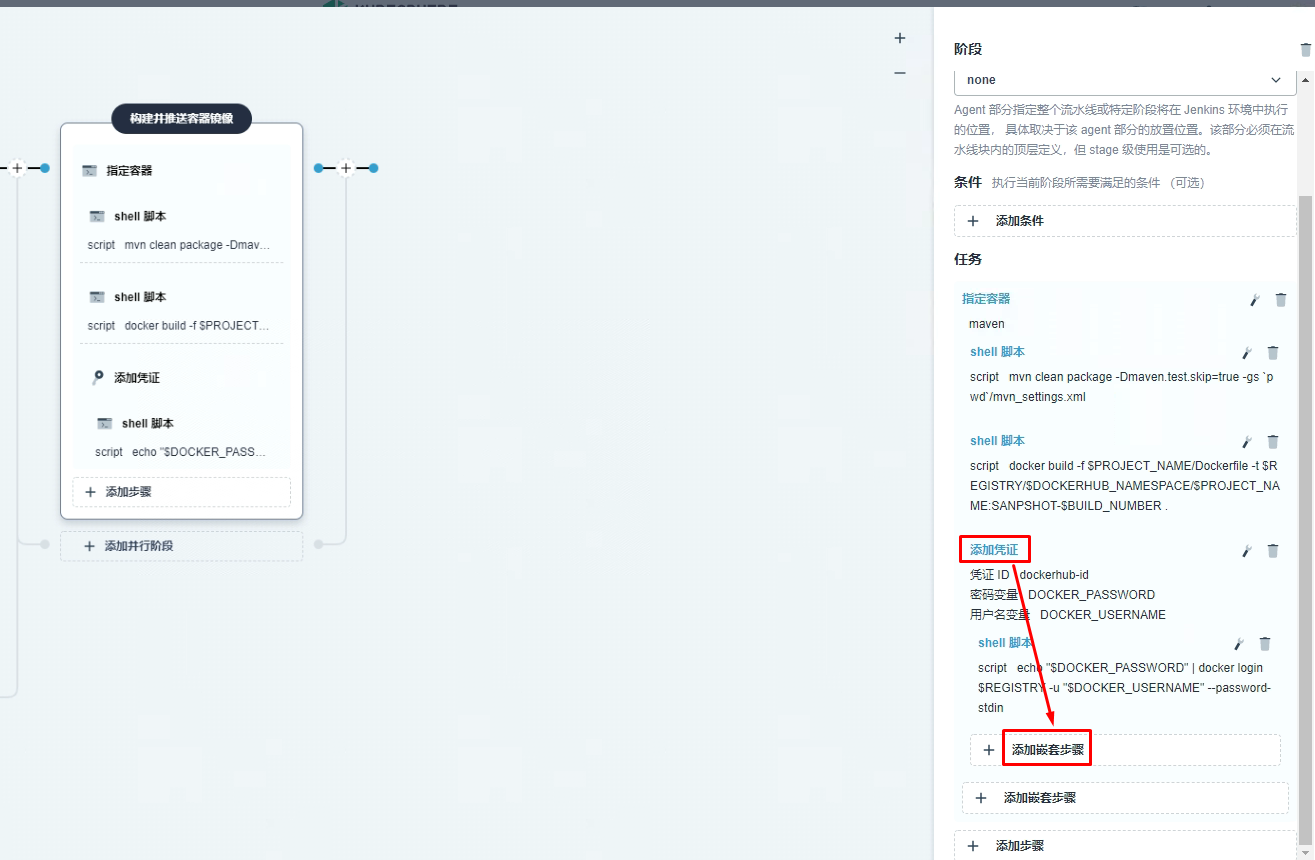 构建并推送容器镜像
指定容器
shell 脚本
script mvn clean package -Dmav...
shell 脚本
script docker build -f $PROJECT...
添加凭证
shell 脚本
script echo "$DOCKER_PASS...
添加步骤
添加并行阶段
阶段
none
Agent 部分指定整个流水线或特定阶段将在 Jenkins 环境中执行
的位置， 具体取决于该 agent 部分的放置位置。该部分必须在流
水线块内的顶层定义，但 stage 级使用是可选的。
条件 执行当前阶段所需要满足的条件 （可选）
添加条件
任务
指定容器
maven
shell 脚本
script mvn clean package -Dmaven.test.skip=true -gs `p
wd`/mvn_settings.xml
shell 脚本
script docker build -f $PROJECT_NAME/Dockerfile -t $R
EGISTRY/$DOCKERHUB_NAMESPACE/$PROJECT_NA
ME:SANPSHOT-$BUILD_NUMBER .
添加凭证
凭证 ID dockerhub-id
密码变量 DOCKER_PASSWORD
用户名变量 DOCKER_USERNAME
shell 脚本
script echo "$DOCKER_PASSWORD" | docker login
$REGISTRY -u "$DOCKER_USERNAME" --password-
stdin
添加嵌套步骤
添加嵌套步骤
添加步骤